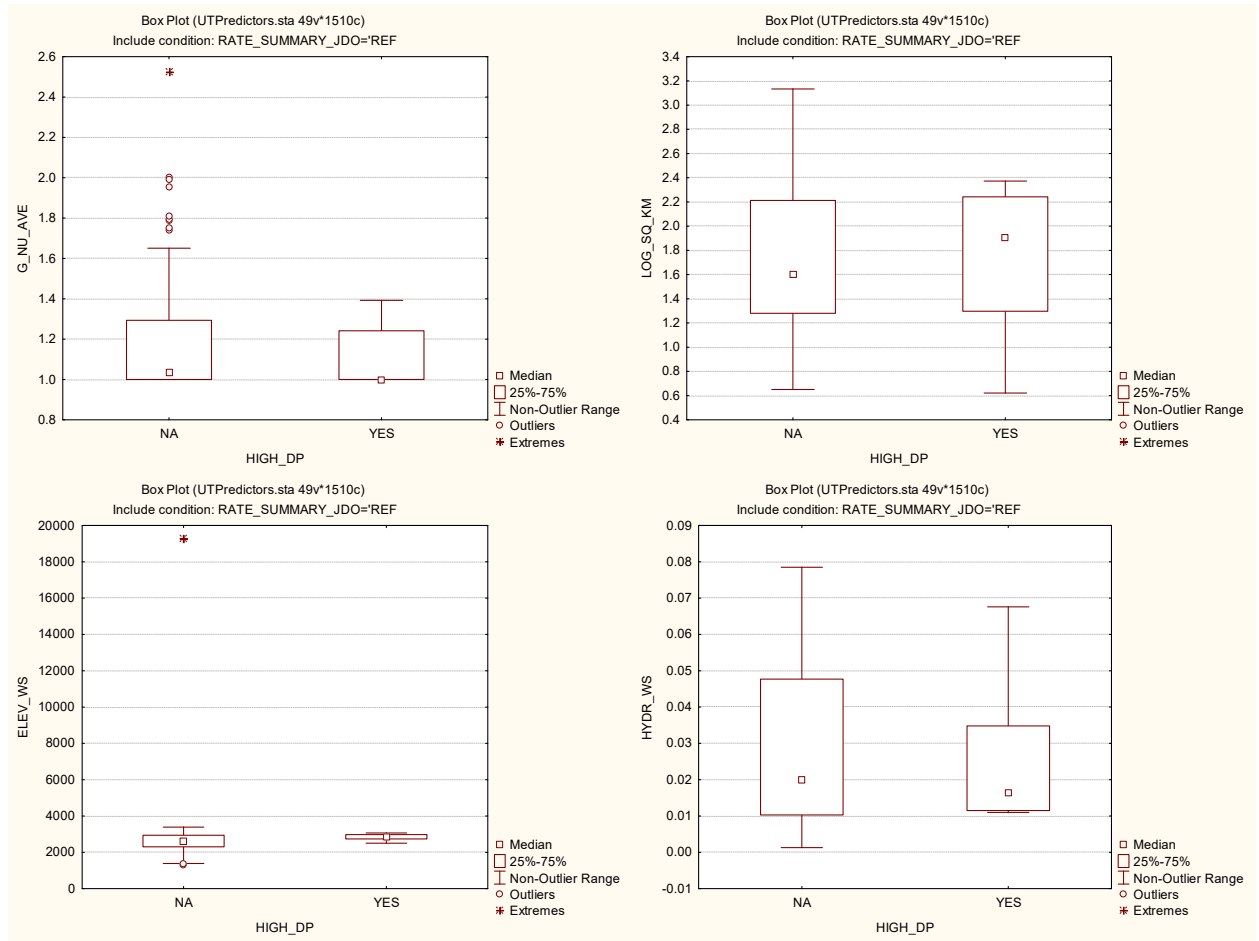 Box Plot (UTPredictors.sta 49v*1510c)
Include condition: RATE_SUMMARY_JDO='REF
2.6
2.4
2.2
2.0
1.8
1.6
1.4
1.2
1.0
0.8
G_NU_AVE
NA
YES
HIGH_DP
Median
25%-75%
Non-Outlier Range
Outliers
Extremes
Box Plot (UTPredictors.sta 49v*1510c)
Include condition: RATE_SUMMARY_JDO='REF
3.4
3.2
3.0
2.8
2.6
2.4
2.2
2.0
1.8
1.6
1.4
1.2
1.0
0.8
0.6
0.4
LOG_SQ_KM
NA
YES
HIGH_DP
Median
25%-75%
Non-Outlier Range
Outliers
Extremes
Box Plot (UTPredictors.sta 49v*1510c)
Include condition: RATE_SUMMARY_JDO='REF
20000
18000
16000
14000
12000
10000
8000
6000
4000
2000
0
ELEV_WS
NA
YES
HIGH_DP
Median
25%-75%
Non-Outlier Range
Outliers
Extremes
Box Plot (UTPredictors.sta 49v*1510c)
Include condition: RATE_SUMMARY_JDO='REF
0.09
0.08
0.07
0.06
0.05
0.04
0.03
0.02
0.01
0.00
-0.01
HYDR_WS
NA
YES
HIGH_DP
Median
25%-75%
Non-Outlier Range
Outliers
Extremes